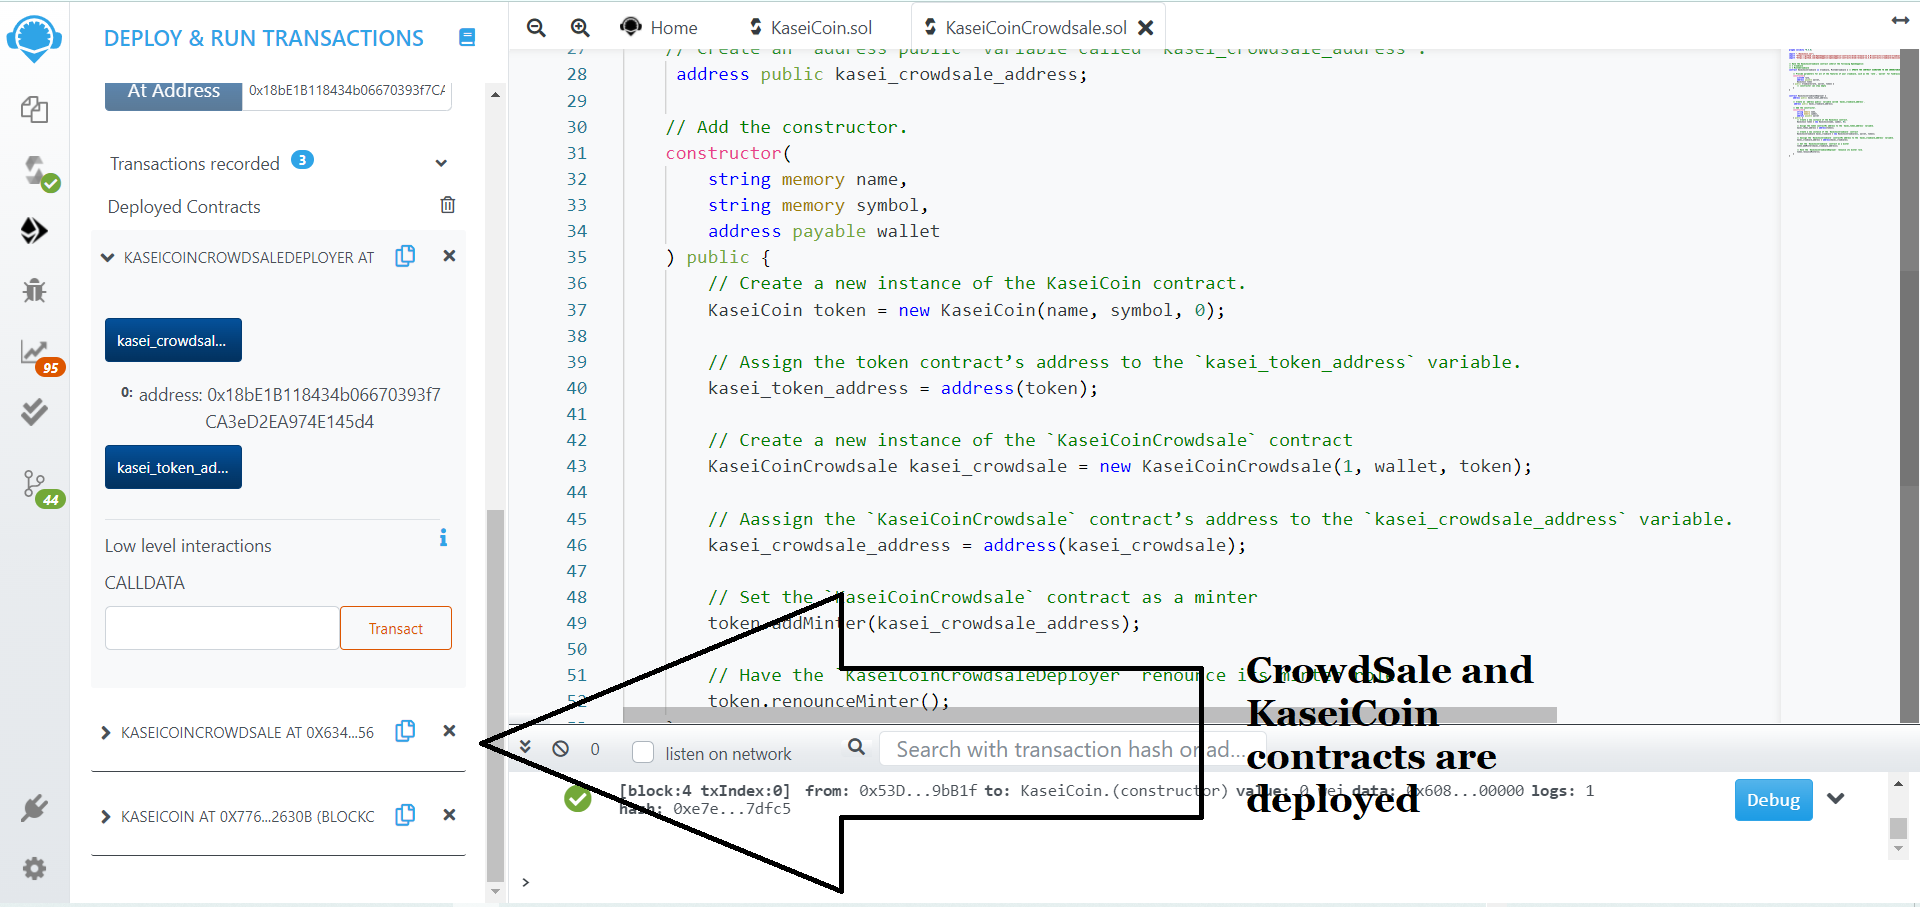 DEPLOY & RUN TRANSACTIONS
At Address
0x18bE1B118434b06670393f7CA
Transactions recorded 3
Deployed Contracts
KASEICOINCROWDSALEDEPLOYER AT
kasei_crowdsal...
0: address: 0x18bE1B118434b06670393f7
CA3eD2EA974E145d4
kasei_token_ad...
Low level interactions
CALLDATA
Transact
KASEICOINCROWDSALE AT 0X634...56
KASEICOIN AT 0X776...2630B (BLOCKC
95
44
Home
KaseiCoin.sol
KaseiCoinCrowdsale.sol
27 // Create an `address public` variable called `kasei_crowdsale_address`.
28 address public kasei_crowdsale_address;
29
30 // Add the constructor.
31 constructor(
32 string memory name,
33 string memory symbol,
34 address payable wallet
35 ) public {
36 // Create a new instance of the KaseiCoin contract.
37 KaseiCoin token = new KaseiCoin(name, symbol, 0);
38
39 // Assign the token contract’s address to the `kasei_token_address` variable.
40 kasei_token_address = address(token);
41
42 // Create a new instance of the `KaseiCoinCrowdsale` contract
43 KaseiCoinCrowdsale kasei_crowdsale = new KaseiCoinCrowdsale(1, wallet, token);
44
45 // Aassign the `KaseiCoinCrowdsale` contract’s address to the `kasei_crowdsale_address` variable.
46 kasei_crowdsale_address = address(kasei_crowdsale);
47
48 // Set the `KaseiCoinCrowdsale` contract as a minter
49 token.addMinter(kasei_crowdsale_address);
50
51 // Have the `KaseiCoinCrowdsaleDeployer` renounce its minter role.
52 token.renounceMinter();
0
listen on network
Search with transaction hash or ad...
[block:4 txIndex:0] from: 0x53D...9bB1f to: KaseiCoin.(constructor) value: 0 wei data: 0x608...00000 logs: 1
hash: 0xe7e...7dfc5
Debug
>
CrowdSale and
KaseiCoin
contracts are
deployed